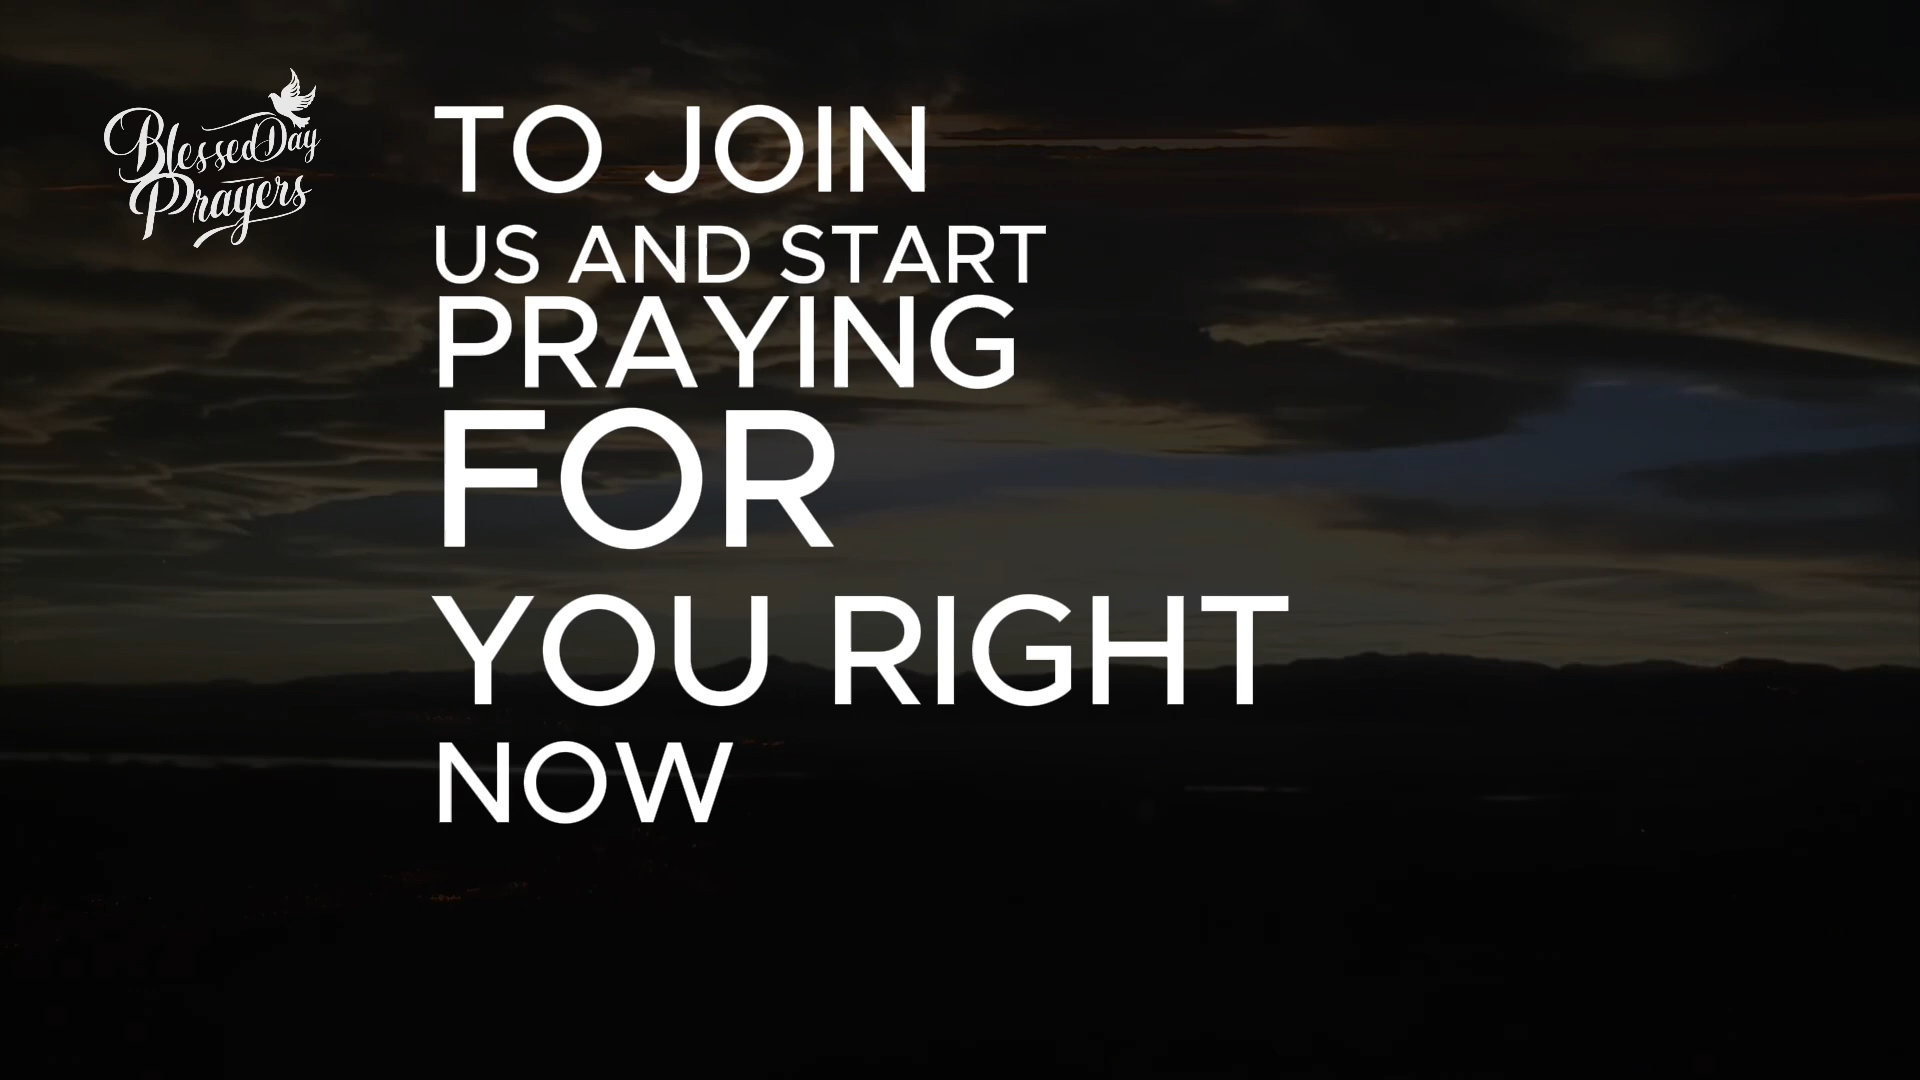 Blessed Day
Prayers
TO JOIN
US AND START
PRAYING
FOR
YOU RIGHT
NOW